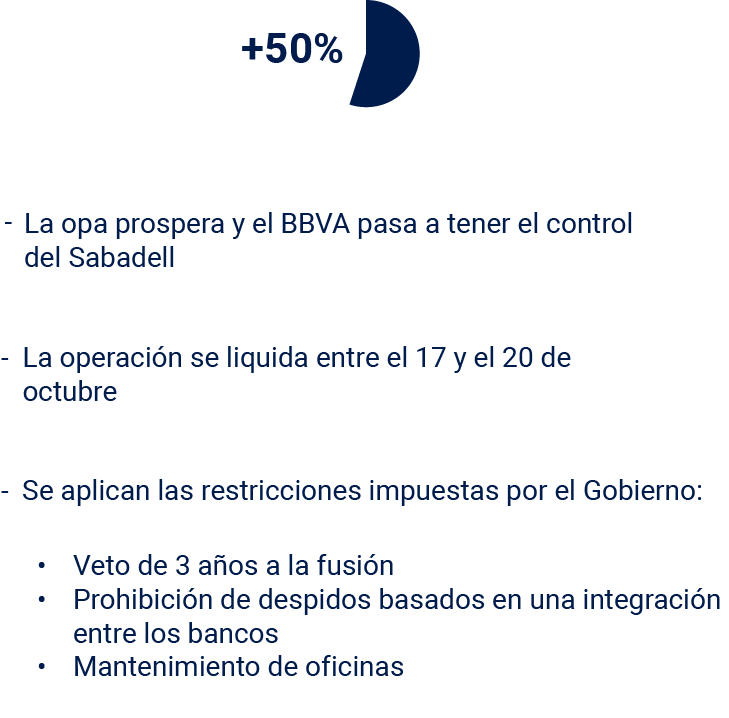 +50%
- La opa prospera y el BBVA pasa a tener el control
del Sabadell
- La operación se liquida entre el 17 y el 20 de
octubre
- Se aplican las restricciones impuestas por el Gobierno:
• Veto de 3 años a la fusión
• Prohibición de despidos basados en una integración
entre los bancos
• Mantenimiento de oficinas